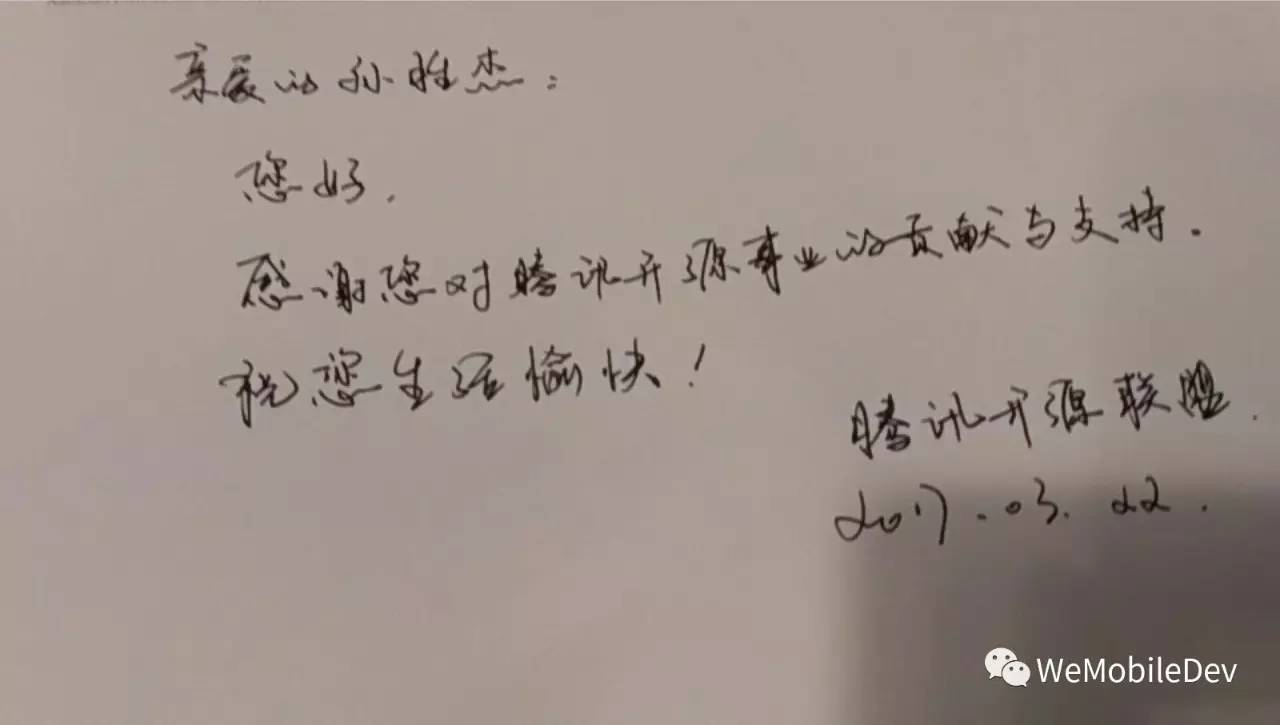 亲爱的孙胜杰：
您好.
感谢您对腾讯开源事业的贡献与支持.
祝您生活愉快！
腾讯开源联盟.
2017.03.22.
WeMobileDev